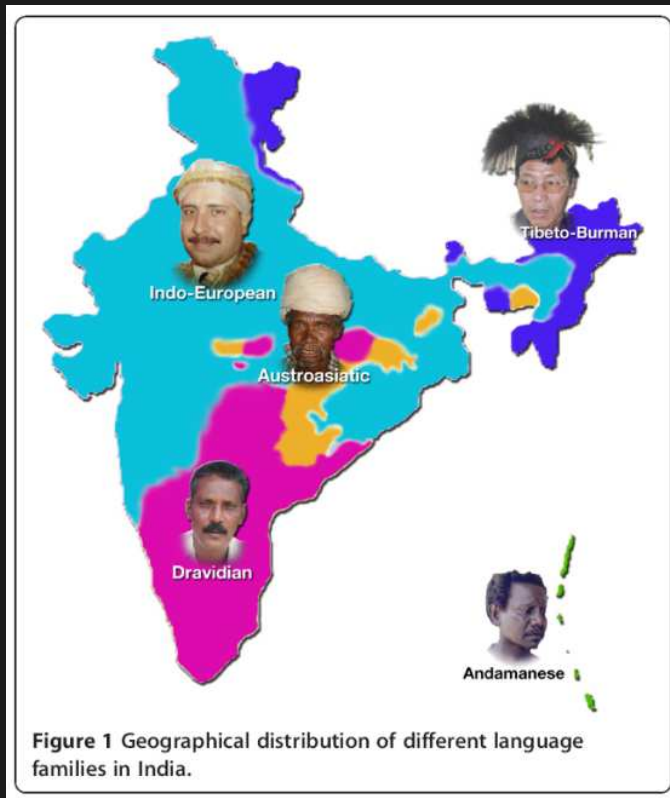 Tibeto-Burman
Indo-European
Austroasiatic
Dravidian
Andamanese
Figure 1 Geographical distribution of different language
families in India.